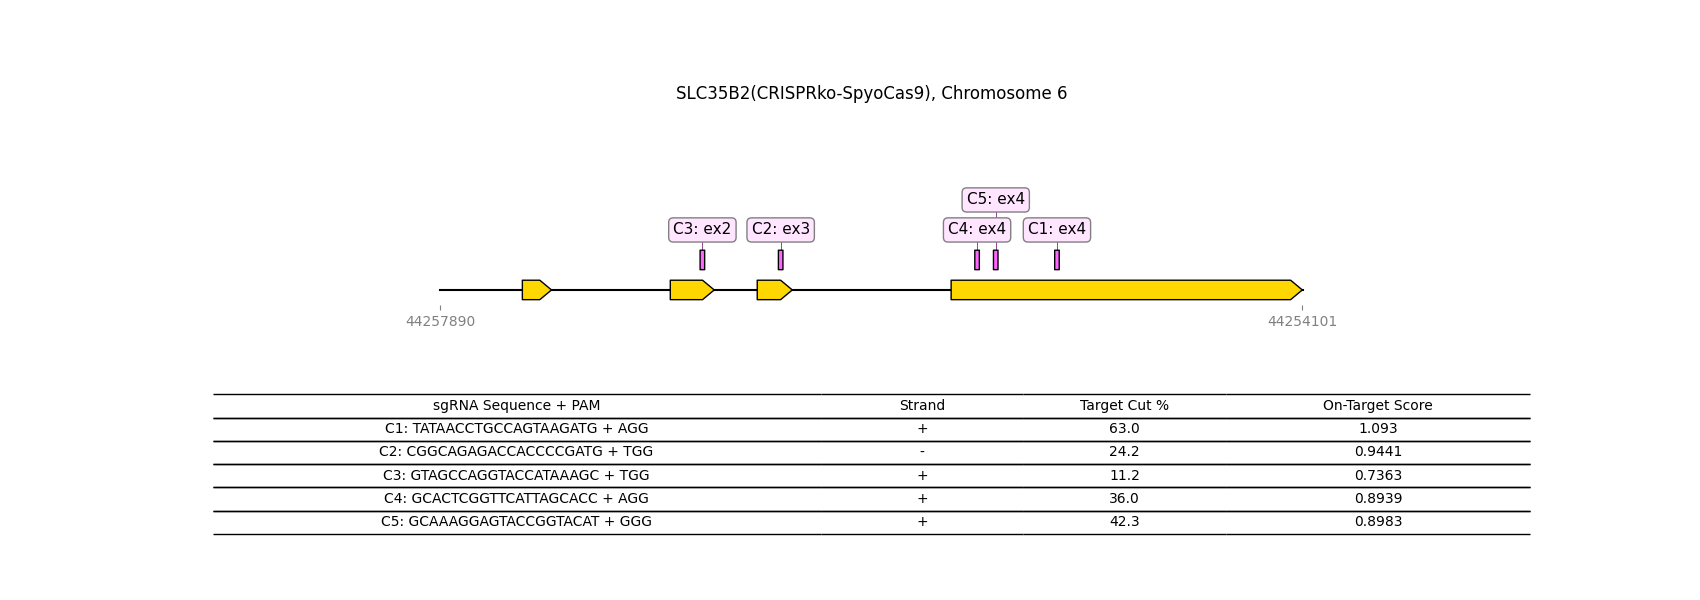 SLC35B2(CRISPRko-SpyoCas9), Chromosome 6
C5: ex4
C3: ex2 C2: ex3 C4: ex4 C1: ex4
44257890 44254101
sgRNA Sequence + PAM Strand Target Cut % On-Target Score
C1: TATAACCTGCCAGTAAGATG + AGG + 63.0 1.093
C2: CGGCAGAGACCACCCCGATG + TGG - 24.2 0.9441
C3: GTAGCCAGGTACCATAAAGC + TGG + 11.2 0.7363
C4: GCACTCGGTTCATTAGCACC + AGG + 36.0 0.8939
C5: GCAAAGGAGTACCGGTACAT + GGG + 42.3 0.8983